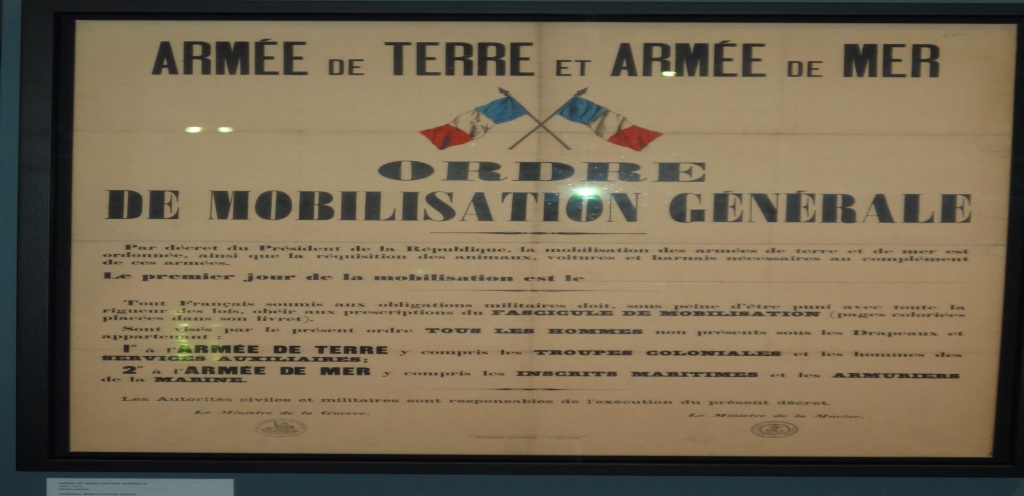 ARMÉE DE TERRE ET ARMÉE DE MER
ORDRE
DE MOBILISATION GÉNÉRALE
Par décret du Président de la République, la mobilisation des armées de terre et de mer est
ordonnée, ainsi que la réquisition des animaux, voitures et harnais nécessaires au complément
de ces armées.
Le premier jour de la mobilisation est le
Tout Français soumis aux obligations militaires doit, sous peine d'être puni avec toute la
rigueur des lois, obéir aux prescriptions du FASCICULE DE MOBILISATION (pages coloriées
placées dans son livret).
Sont visés par le présent ordre TOUS LES HOMMES non présents sous les Drapeaux et
appartenant :
1° à l'ARMÉE DE TERRE y compris les TROUPES COLONIALES et les hommes des
SERVICES AUXILIAIRES;
2° à l'ARMÉE DE MER y compris les INSCRITS MARITIMES et les ARMURIERS
de la MARINE.
Les Autorités civiles et militaires sont responsables de l'exécution du présent décret.
Le Ministre de la Guerre,
Le Ministre de la Marine,